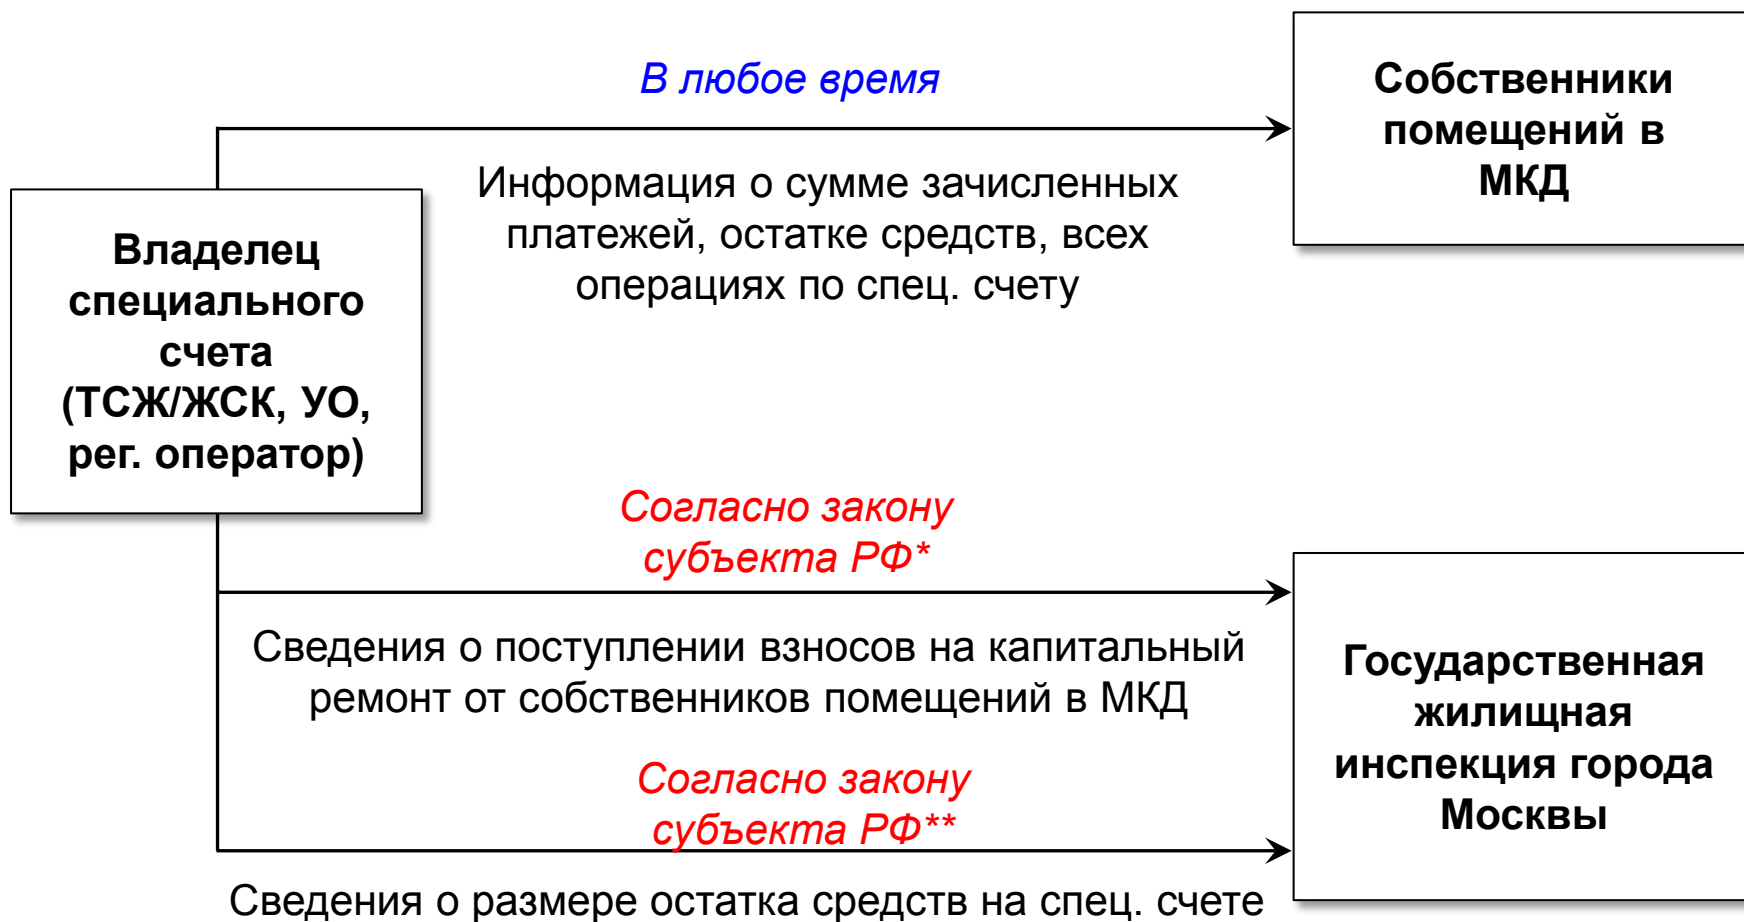 В любое время
Собственники
помещений в
МКД
Информация о сумме зачисленных
платежей, остатке средств, всех
операциях по спец. счету
Владелец
специального
счета
(ТСЖ/ЖСК, УО,
рег. оператор)
Согласно закону
субъекта РФ*
Сведения о поступлении взносов на капитальный
ремонт от собственников помещений в МКД
Государственная
жилищная
инспекция города
Москвы
Согласно закону
субъекта РФ**
Сведения о размере остатка средств на спец. счете